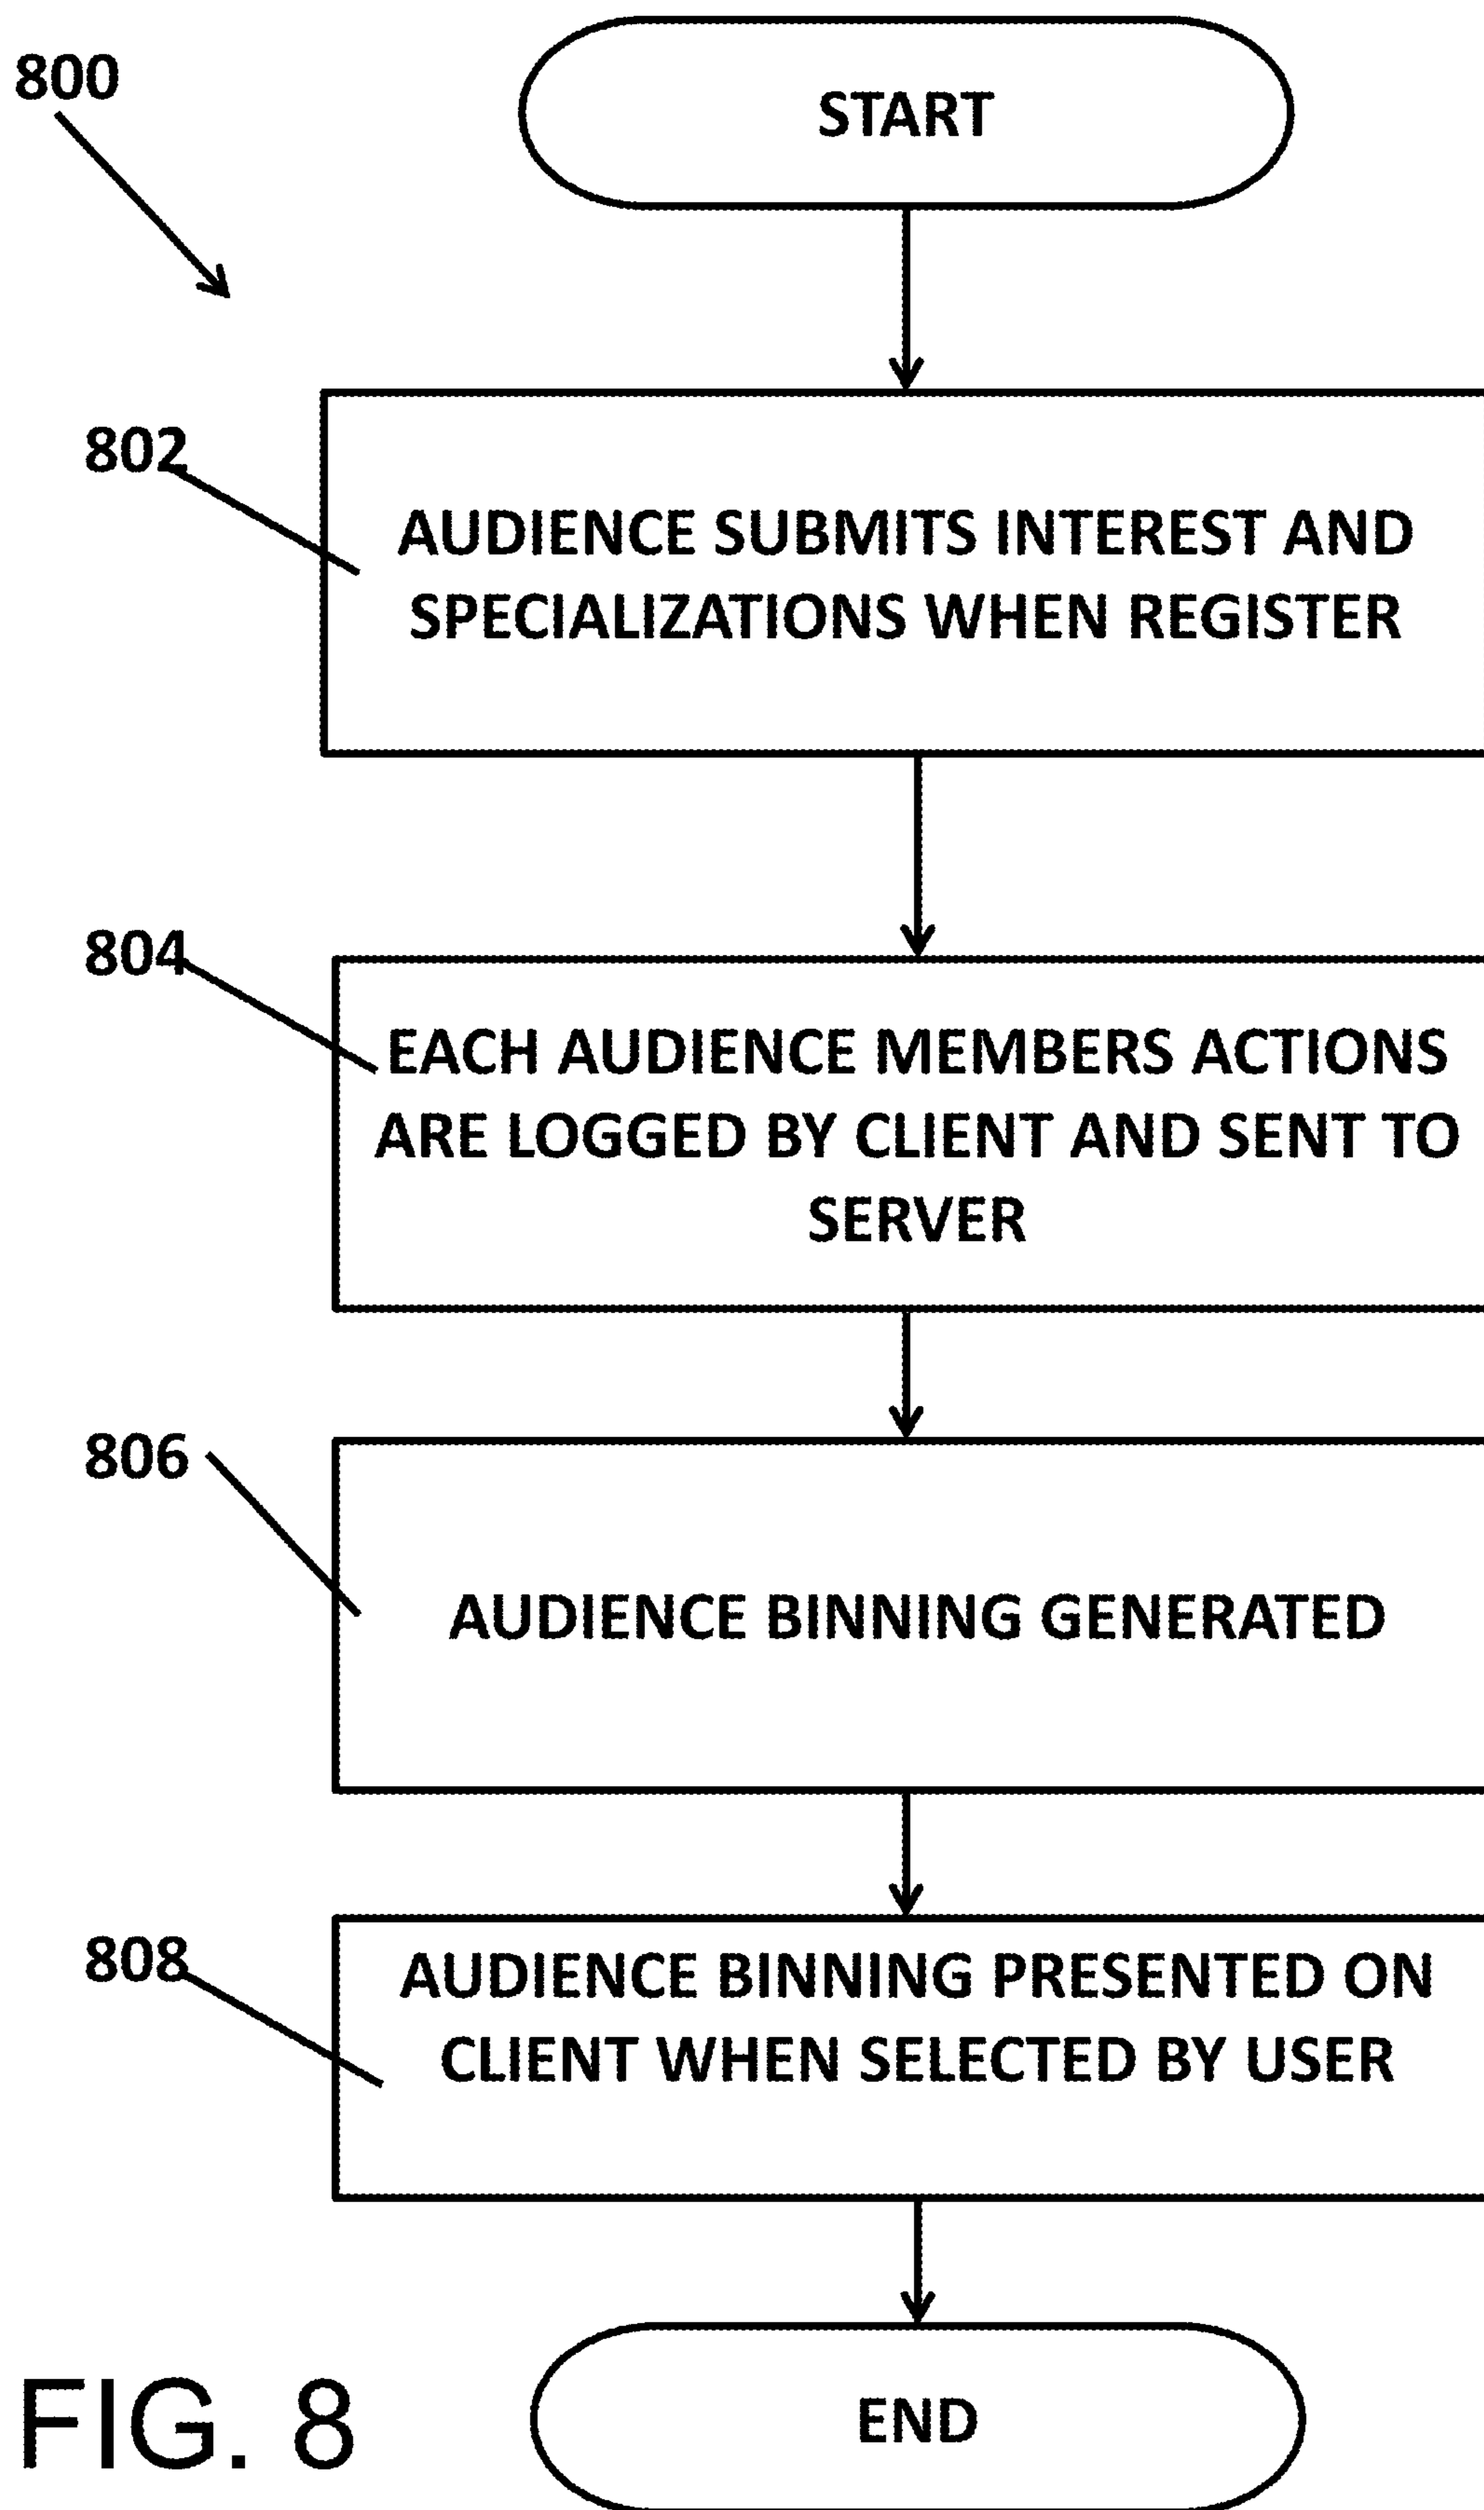 800
START
802
AUDIENCE SUBMITS INTEREST AND
SPECIALIZATIONS WHEN REGISTER
804
EACH AUDIENCE MEMBERS ACTIONS
ARE LOGGED BY CLIENT AND SENT TO
SERVER
806
AUDIENCE BINNING GENERATED
808
AUDIENCE BINNING PRESENTED ON
CLIENT WHEN SELECTED BY USER
END
FIG. 8